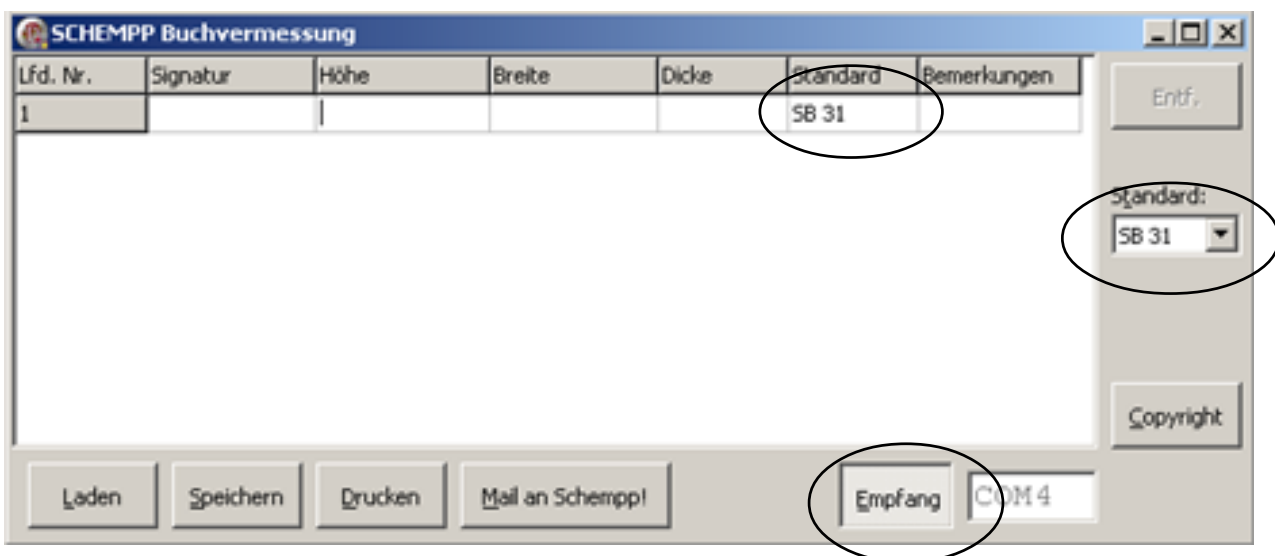 SCHEMPP Buchvermessung
Lfd. Nr. Signatur Höhe Breite Dicke Standard Bemerkungen
1 SB 31
Entf.
Standard:
SB 31
Copyright
Laden Speichern Drucken Mail an Schempp! Empfang COM4